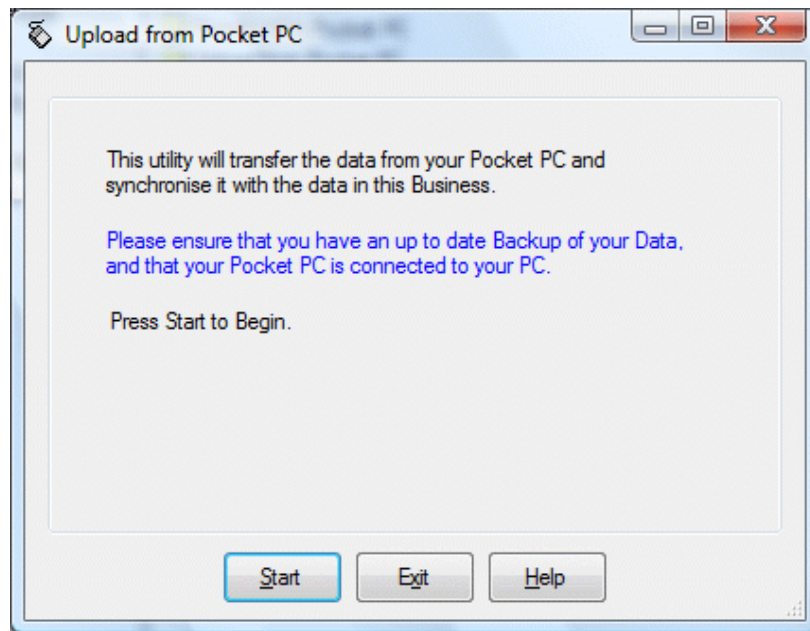 Upload from Pocket PC
This utility will transfer the data from your Pocket PC and
synchronise it with the data in this Business.
Please ensure that you have an up to date Backup of your Data,
and that your Pocket PC is connected to your PC.
Press Start to Begin.
Start
Exit
Help